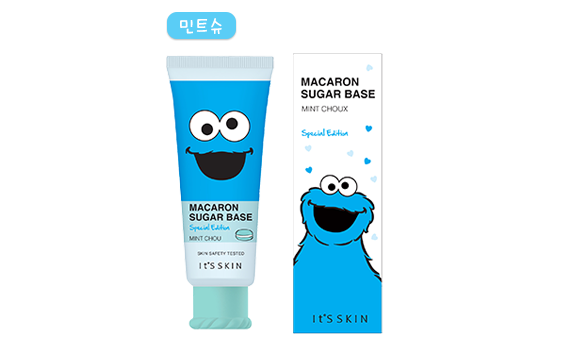 민트슈
MACARON
SUGAR BASE
Special Edition
MINT CHOU
SKIN SAFETY TESTED
It'S SKIN
MACARON
SUGAR BASE
MINT CHOUX
Special Edition
It'S SKIN